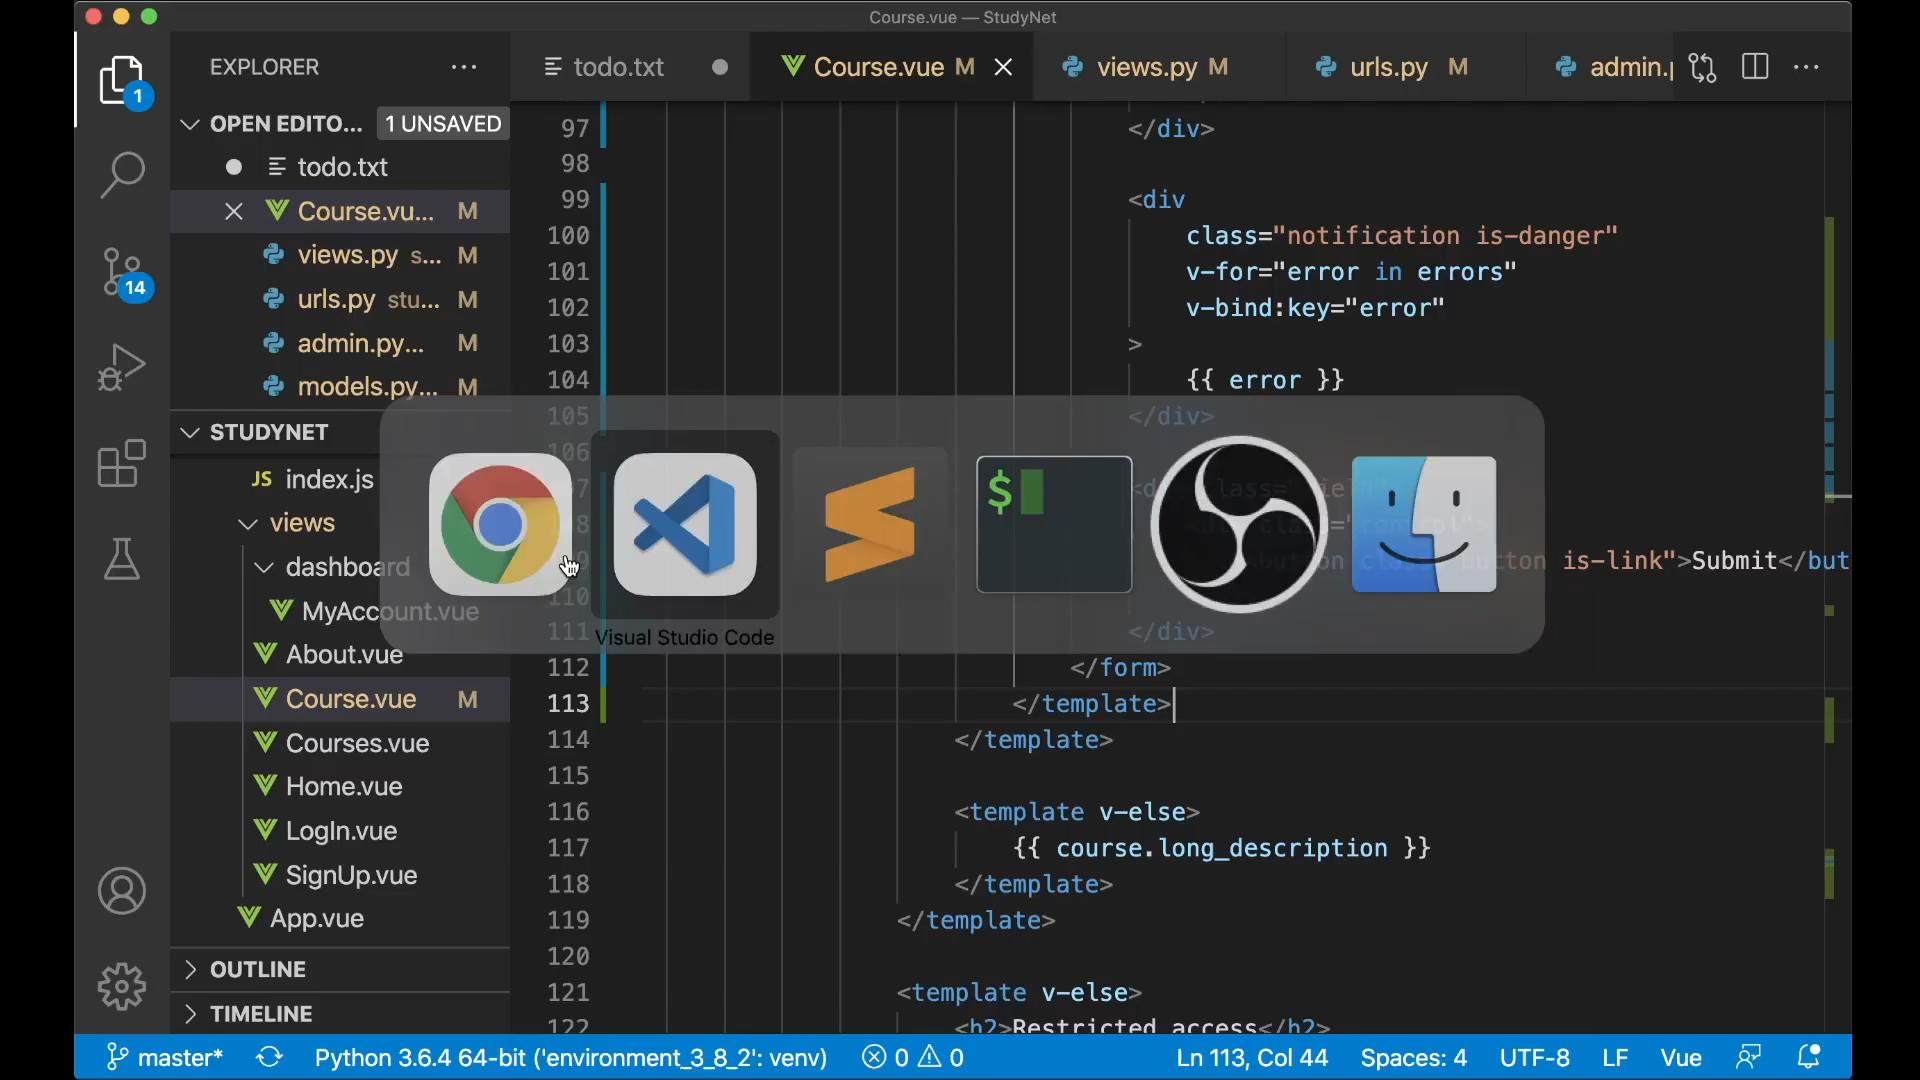 Course.vue — StudyNet
EXPLORER
todo.txt
Course.vue M
views.py M
urls.py M
admin.p
1
OPEN EDITO... 1 UNSAVED
todo.txt
Course.vu... M
views.py s... M
urls.py stu... M
admin.py... M
models.py... M
14
STUDYNET
JS index.js
views
dashboard
MyAccount.vue
About.vue
Course.vue M
Courses.vue
Home.vue
LogIn.vue
SignUp.vue
App.vue
OUTLINE
TIMELINE
97 </div>
98
99 <div
100 class="notification is-danger"
101 v-for="error in errors"
102 v-bind:key="error"
103 >
104 {{ error }}
105 </div>
106
Submit</but
is-link">
110
111 </div>
112 </form>
113 </template>
114 </template>
115
116 <template v-else>
117 {{ course.long_description }}
118 </template>
119 </template>
120
121 <template v-else>
122 <h2>Restricted access</h2>
$
Visual Studio Code
master*
Python 3.6.4 64-bit ('environment_3_8_2': venv)
0 0
Ln 113, Col 44
Spaces: 4
UTF-8
LF
Vue